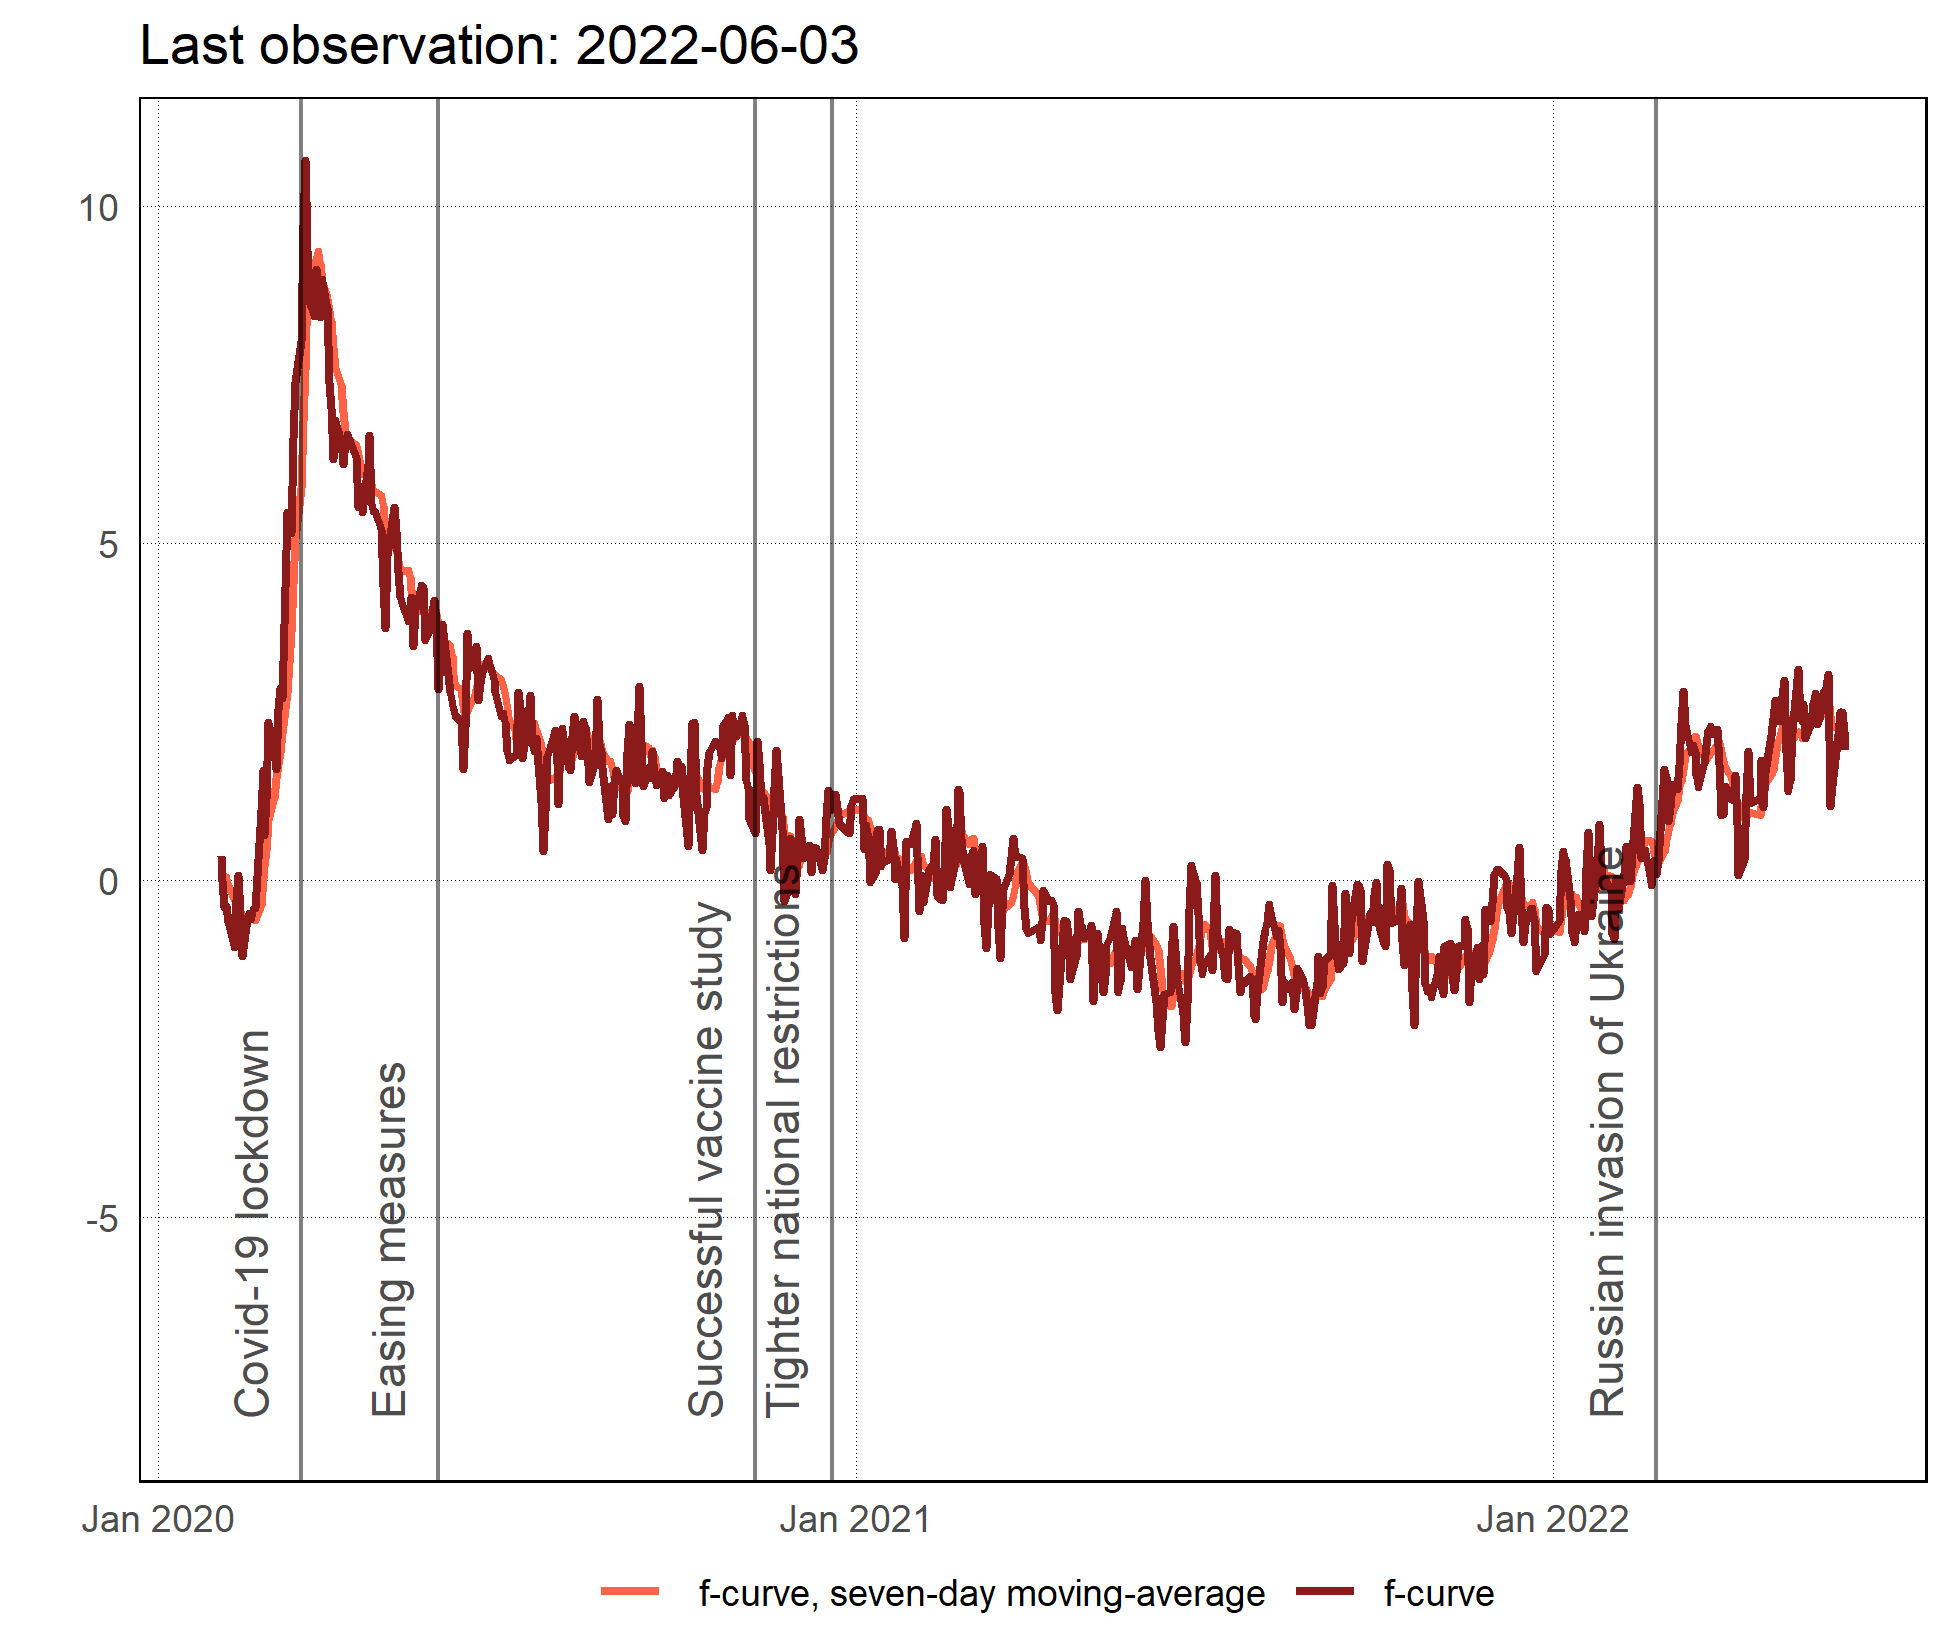 Last observation: 2022-06-03
10
5
0
-5
Covid-19 lockdown
Easing measures
Successful vaccine study
Tighter national restrictions
Russian invasion of Ukraine
Jan 2020
Jan 2021
Jan 2022
f-curve, seven-day moving-average
f-curve